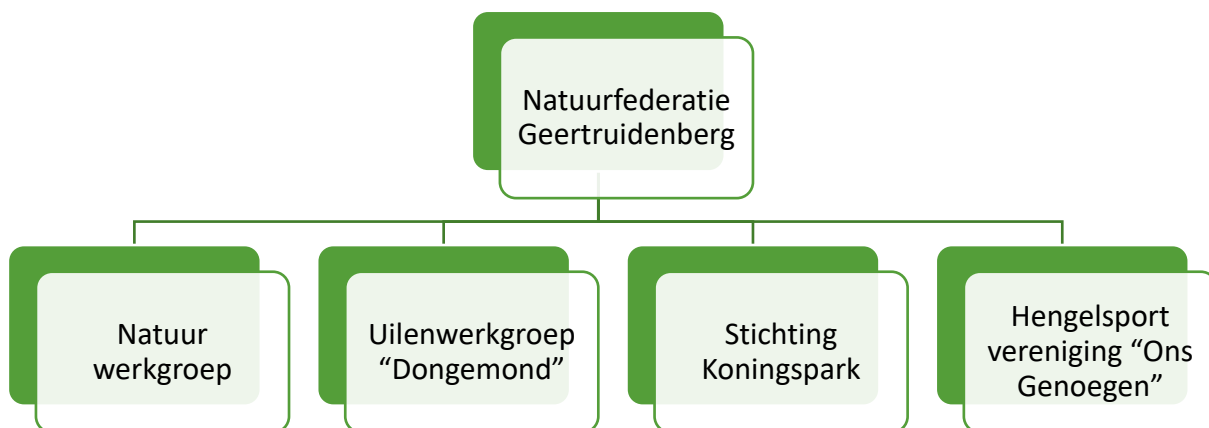 Natuurfederatie
Geertruidenberg
Natuur
werkgroep
Uilenwerkgroep
“Dongemond”
Stichting
Koningspark
Hengelsport
vereniging “Ons
Genoegen”